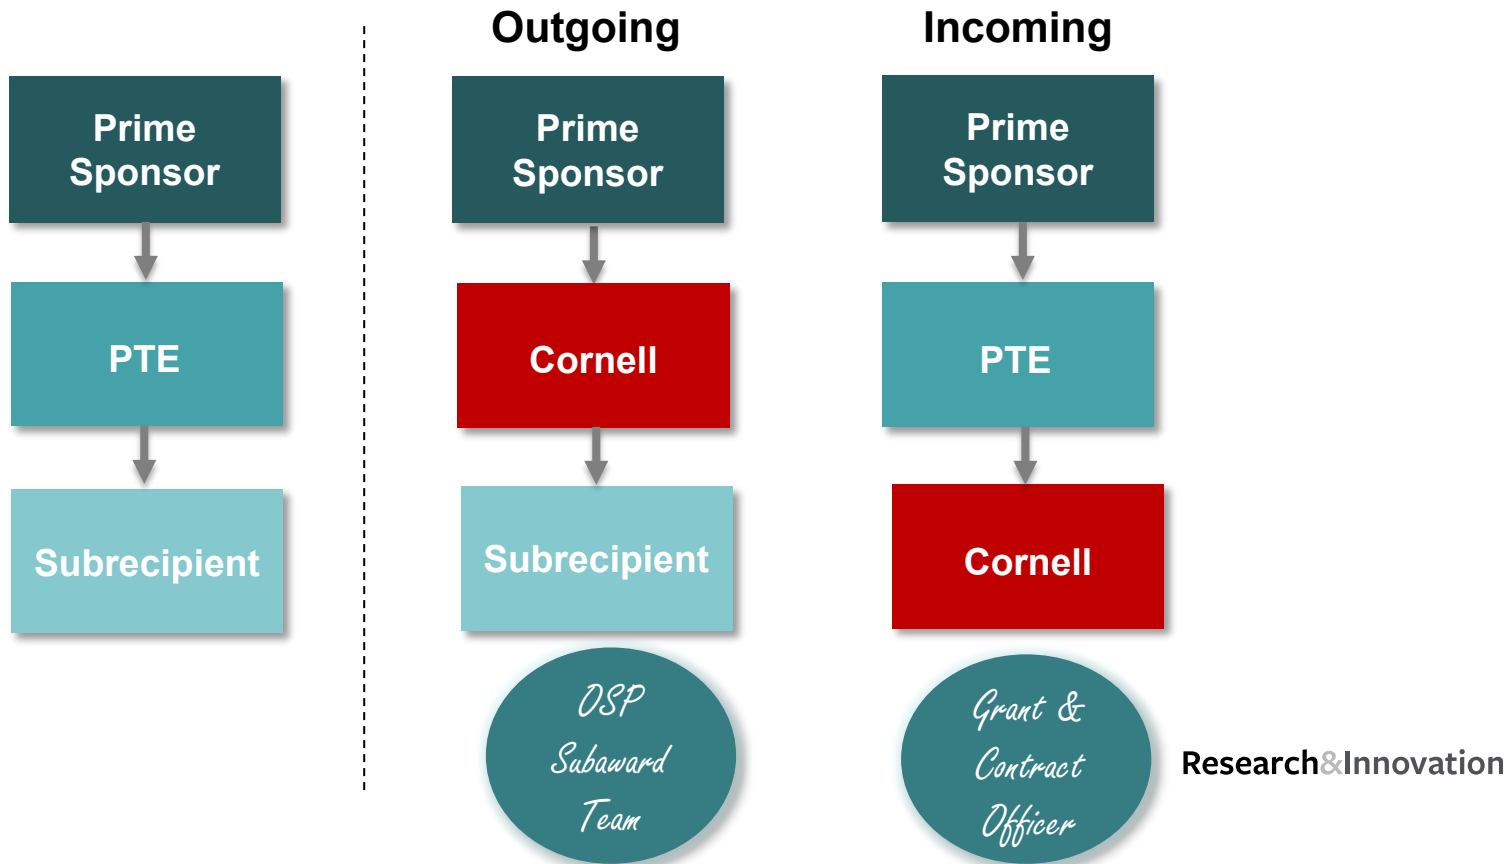 Prime
Sponsor
PTE
Subrecipient
Outgoing
Prime
Sponsor
Cornell
Subrecipient
OSP
Subaward
Team
Incoming
Prime
Sponsor
PTE
Cornell
Grant &
Contract
Officer
Research&Innovation